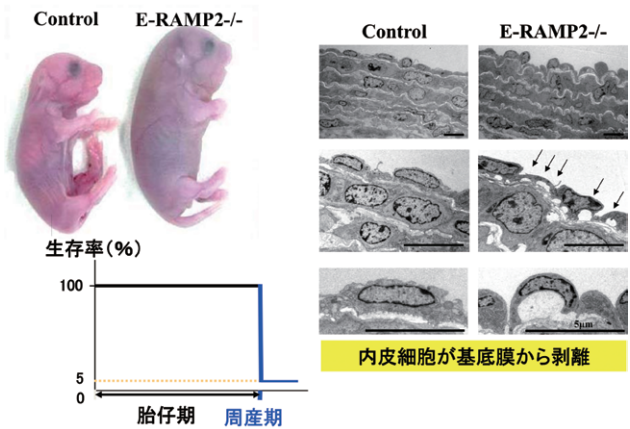 Control
E-RAMP2-/-
生存率(%)
100
5
0
胎仔期
周産期
Control
E-RAMP2-/-
5μm
内皮細胞が基底膜から剥離